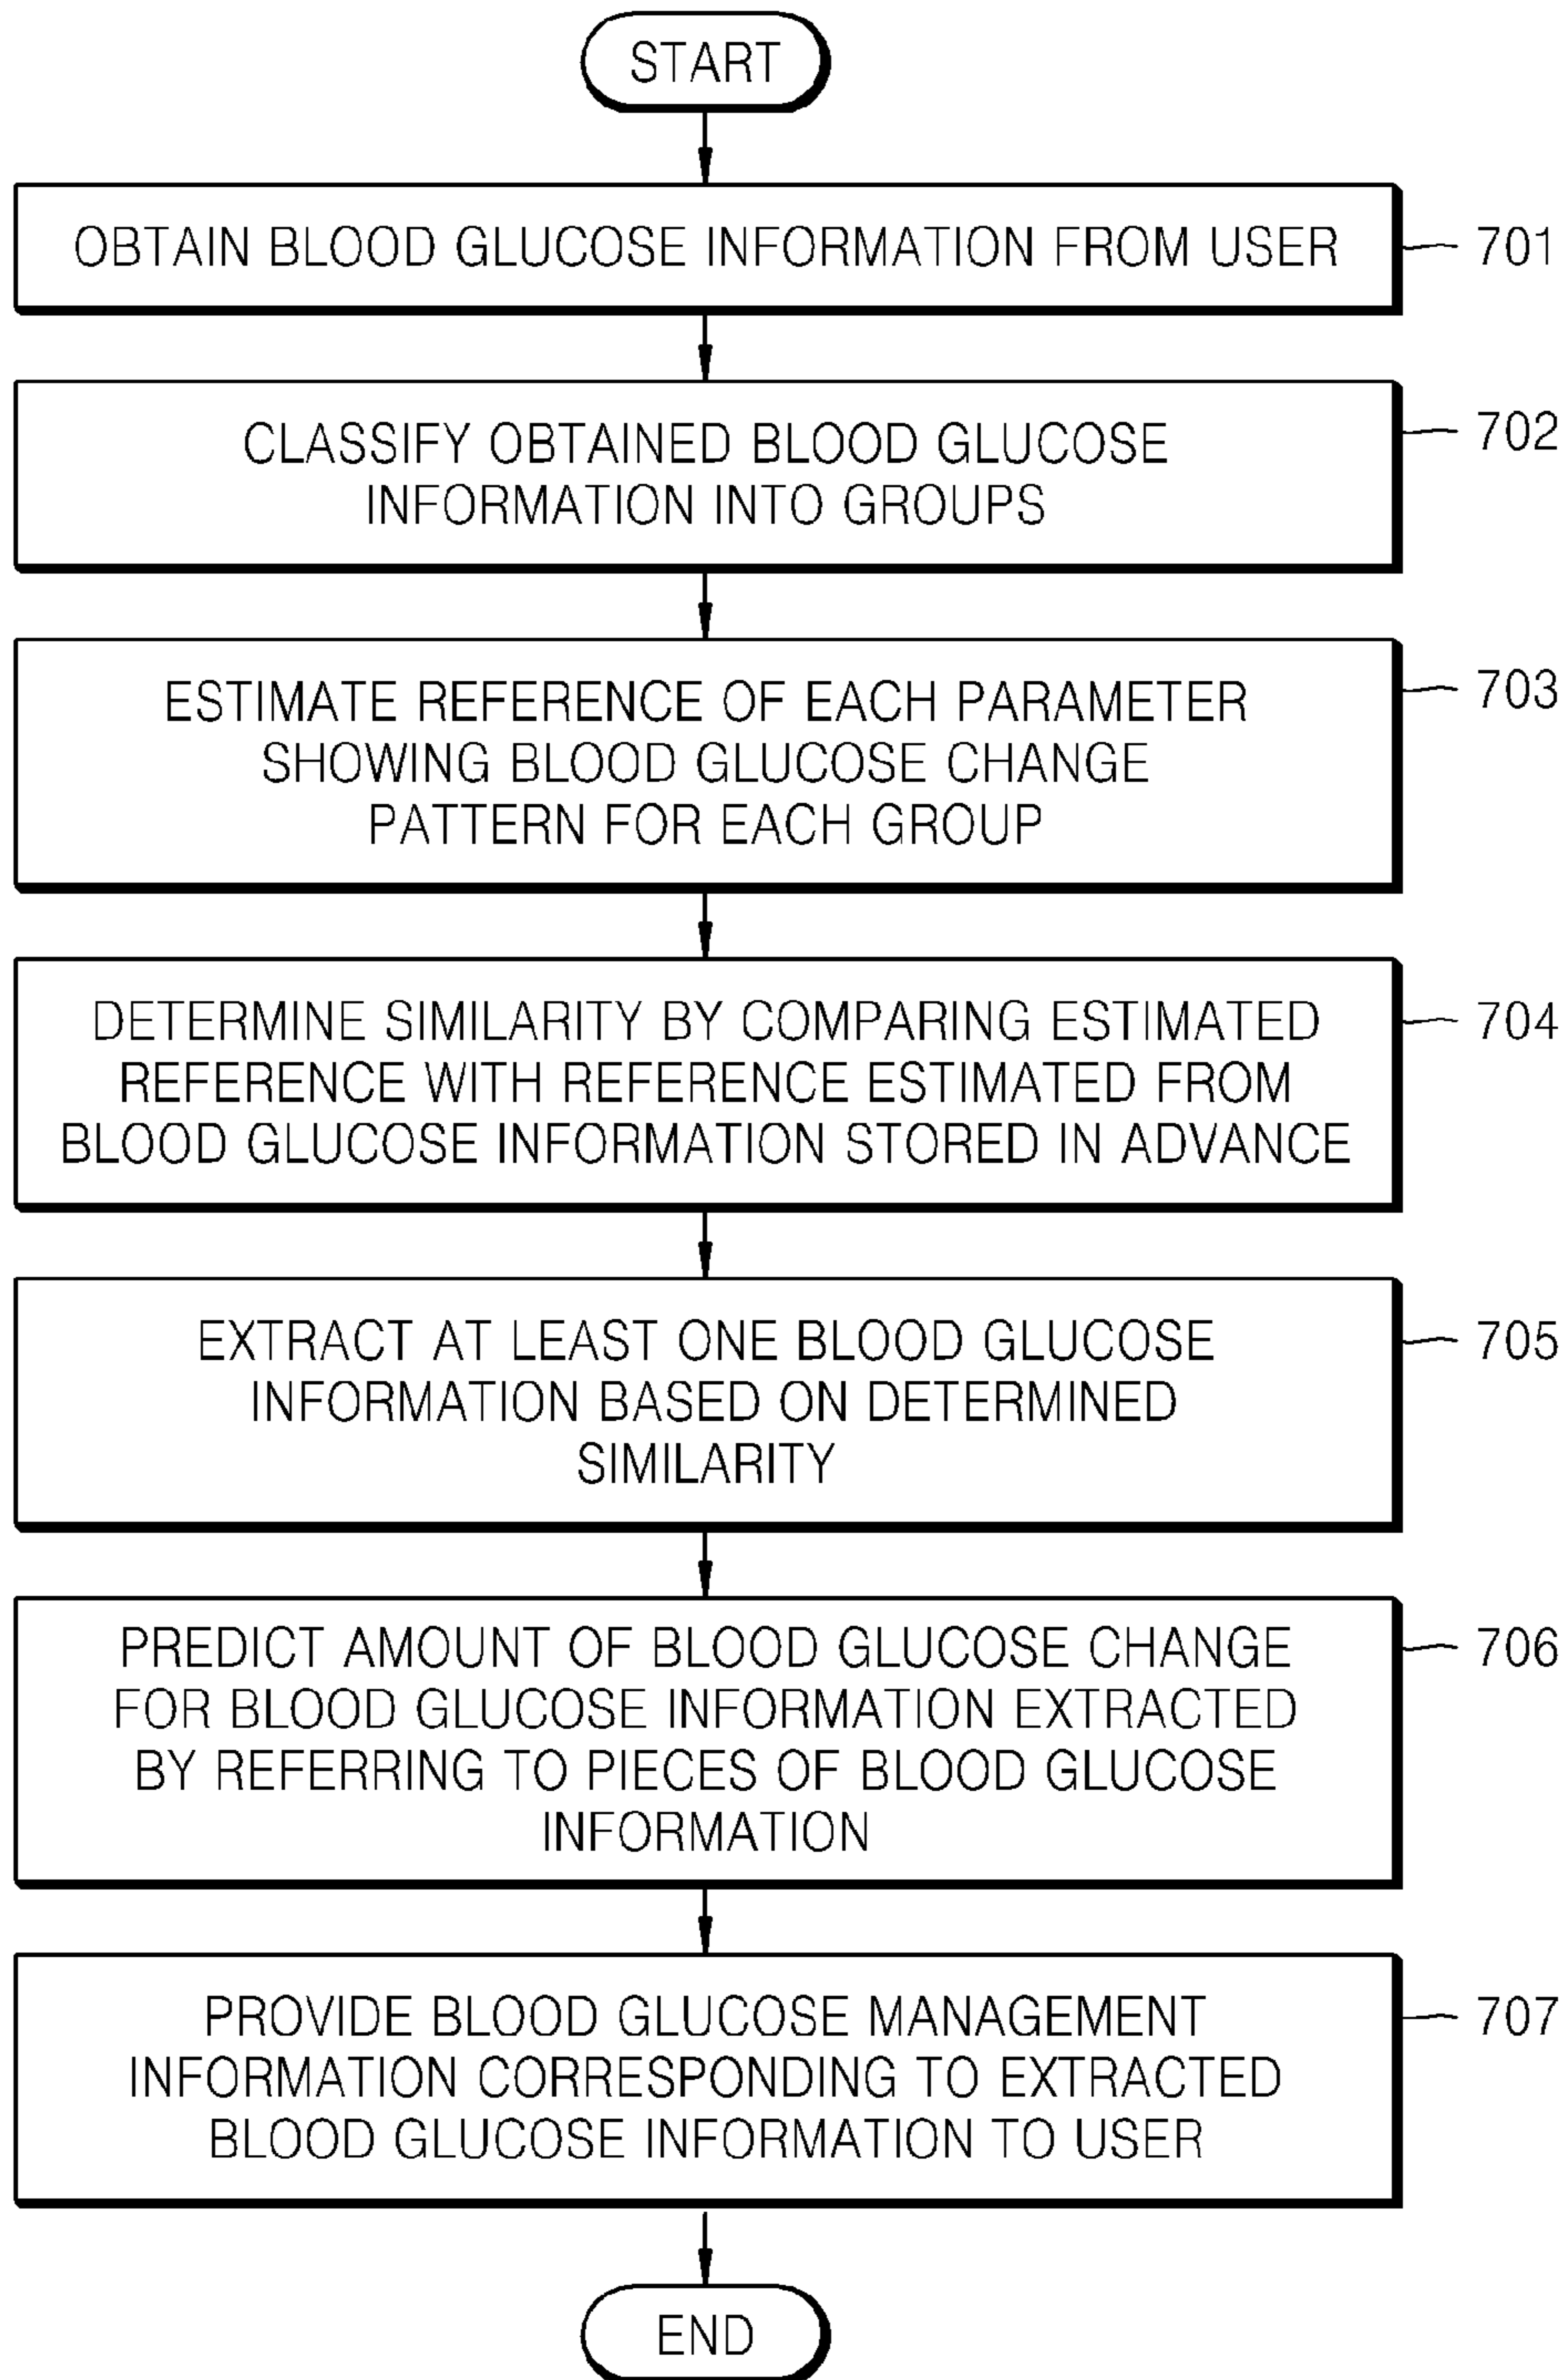 START
OBTAIN BLOOD GLUCOSE INFORMATION FROM USER
701
CLASSIFY OBTAINED BLOOD GLUCOSE
INFORMATION INTO GROUPS
702
ESTIMATE REFERENCE OF EACH PARAMETER
SHOWING BLOOD GLUCOSE CHANGE
PATTERN FOR EACH GROUP
703
DETERMINE SIMILARITY BY COMPARING ESTIMATED
REFERENCE WITH REFERENCE ESTIMATED FROM
BLOOD GLUCOSE INFORMATION STORED IN ADVANCE
704
EXTRACT AT LEAST ONE BLOOD GLUCOSE
INFORMATION BASED ON DETERMINED
SIMILARITY
705
PREDICT AMOUNT OF BLOOD GLUCOSE CHANGE
FOR BLOOD GLUCOSE INFORMATION EXTRACTED
BY REFERRING TO PIECES OF BLOOD GLUCOSE
INFORMATION
706
PROVIDE BLOOD GLUCOSE MANAGEMENT
INFORMATION CORRESPONDING TO EXTRACTED
BLOOD GLUCOSE INFORMATION TO USER
707
END